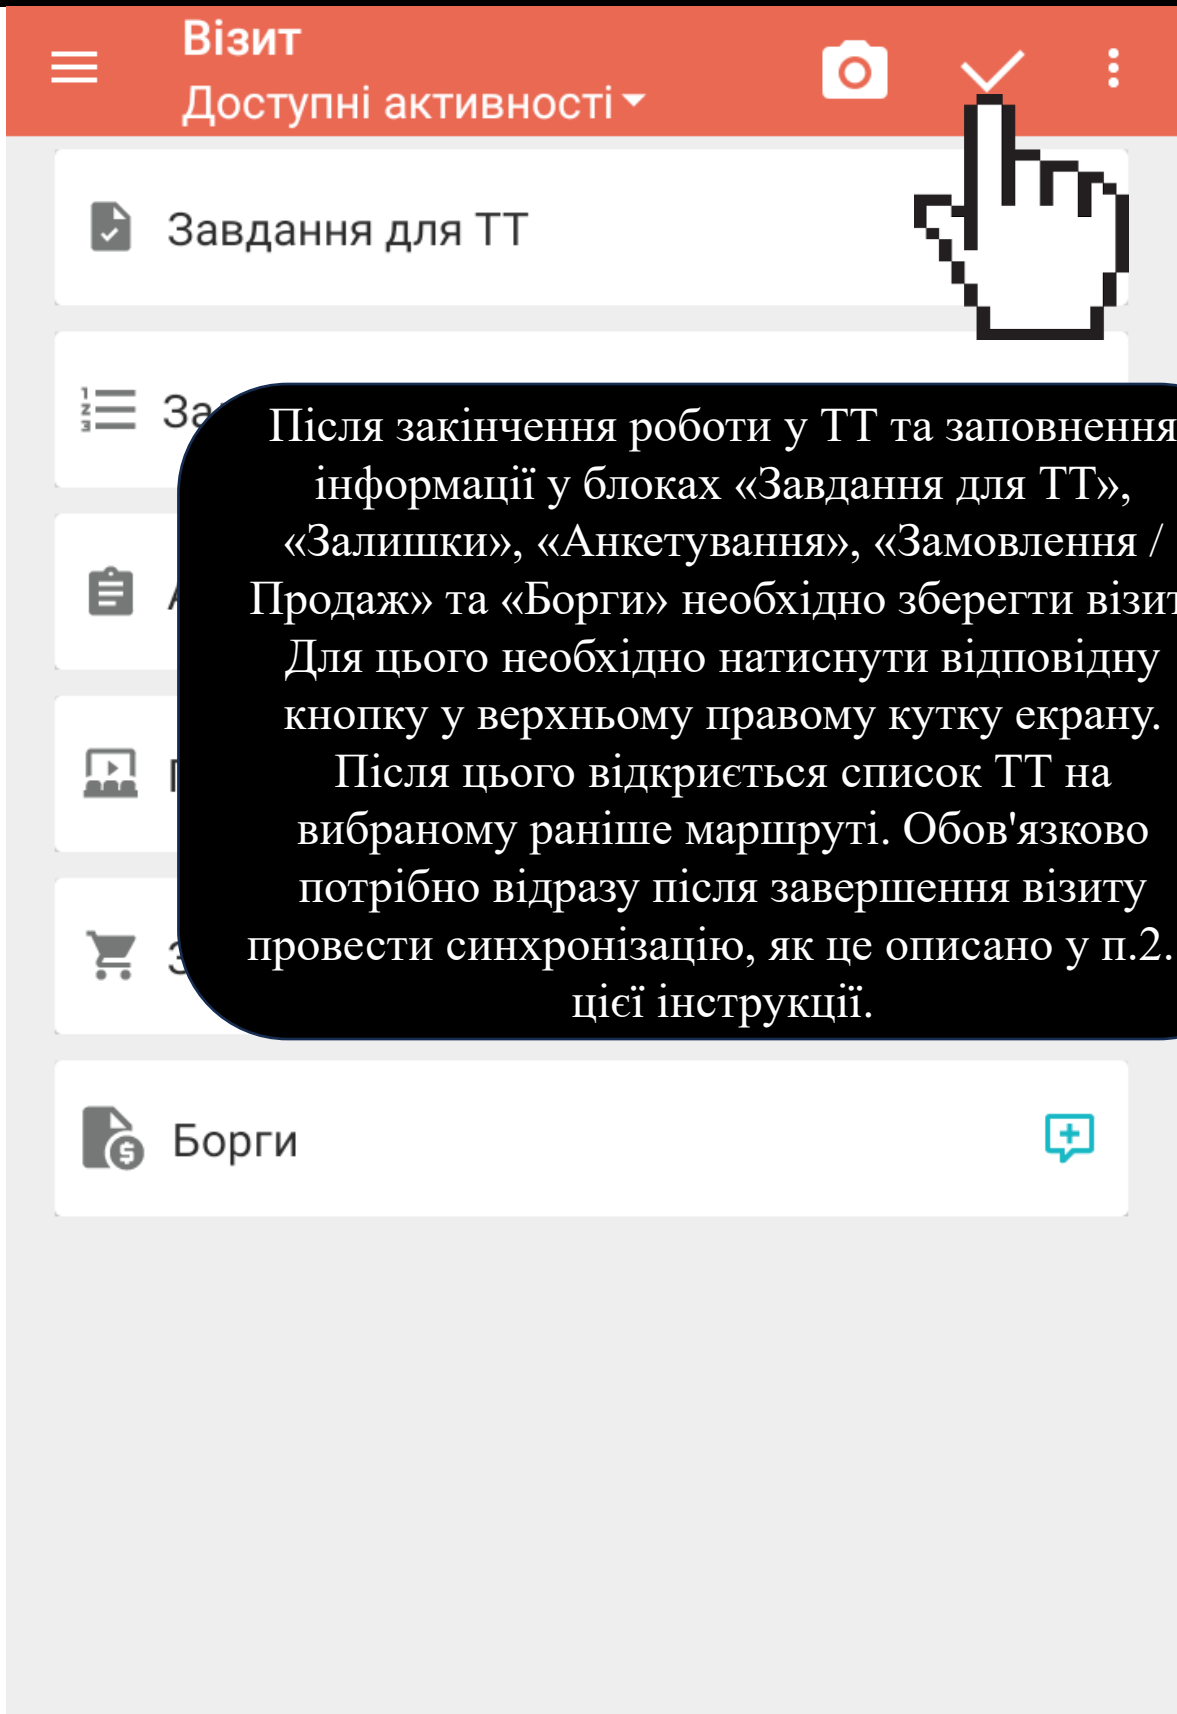 Візит
Доступні активності
Завдання для ТТ
Після закінчення роботи у ТТ та заповнення
інформації у блоках «Завдання для ТТ»,
«Залишки», «Анкетування», «Замовлення /
Продаж» та «Борги» необхідно зберегти візит
Для цього необхідно натиснути відповідну
кнопку у верхньому правому кутку екрану.
Після цього відкриється список ТТ на
вибраному раніше маршруті. Обов'язково
потрібно відразу після завершення візиту
провести синхронізацію, як це описано у п.2.
цієї інструкції.
Борги